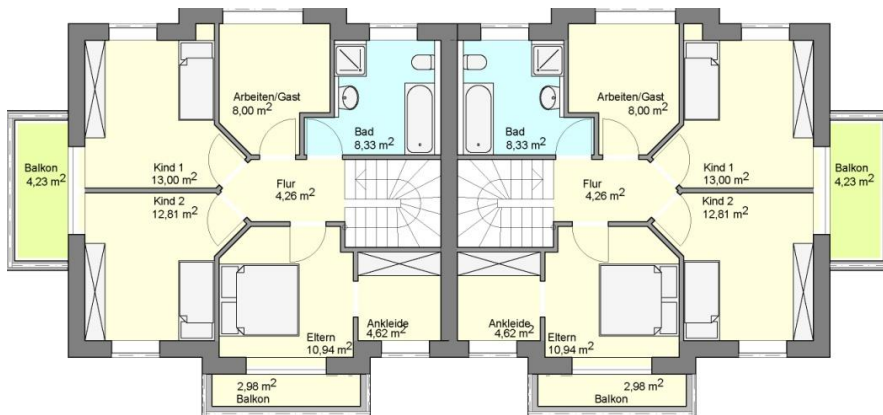 Arbeiten/Gast
8,00 m²
Bad
8,33 m²
Balkon
4,23 m²
Kind 1
13,00 m²
Kind 2
12,81 m²
Flur
4,26 m²
Eltern
10,94 m²
Ankleide
4,62 m²
2,98 m²
Balkon
Arbeiten/Gast
8,00 m²
Bad
8,33 m²
Kind 1
13,00 m²
Balkon
4,23 m²
Flur
4,26 m²
Kind 2
12,81 m²
Ankleide
4,62 m²
Eltern
10,94 m²
2,98 m²
Balkon